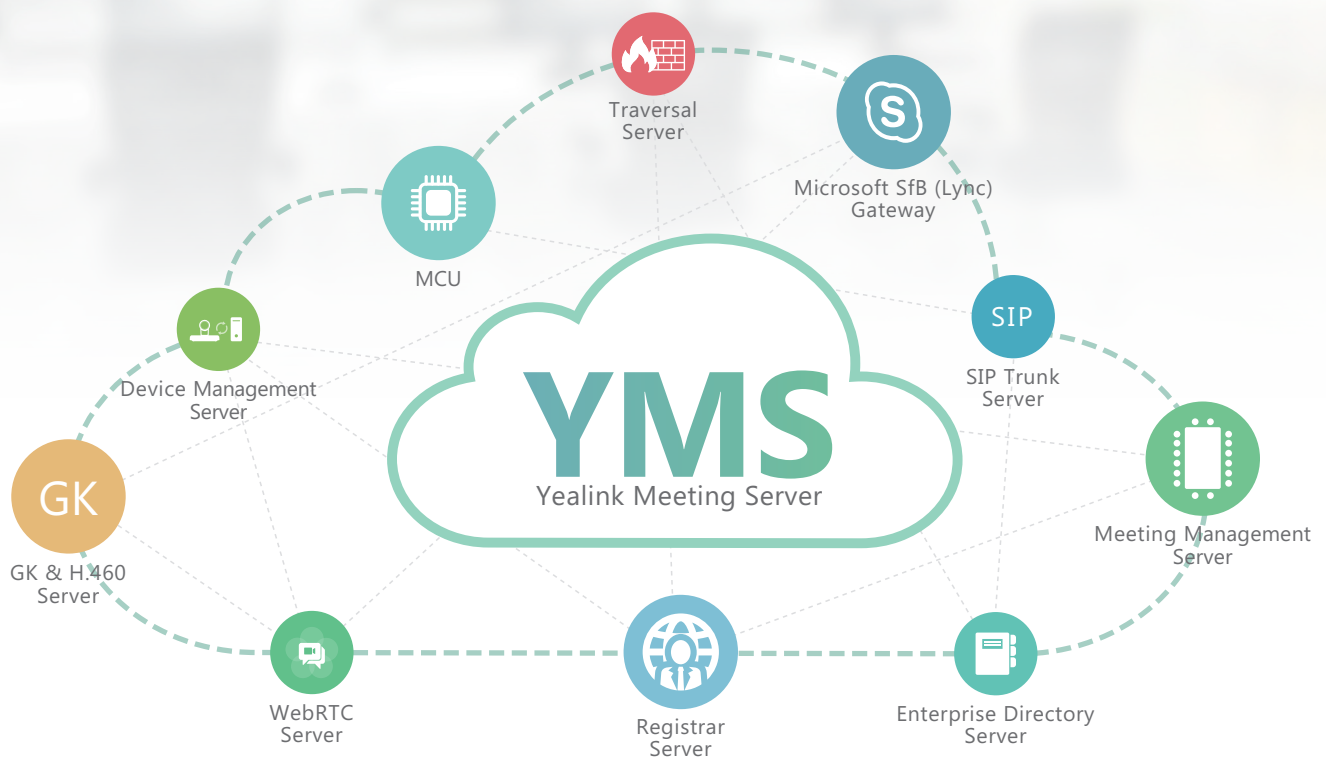 Traversal
Server
S
Microsoft SfB (Lync)
Gateway
MCU
SIP
SIP Trunk
Server
Device Management
Server
YMS
Yealink Meeting Server
GK
GK & H.460
Server
Meeting Management
Server
WebRTC
Server
Registrar
Server
Enterprise Directory
Server